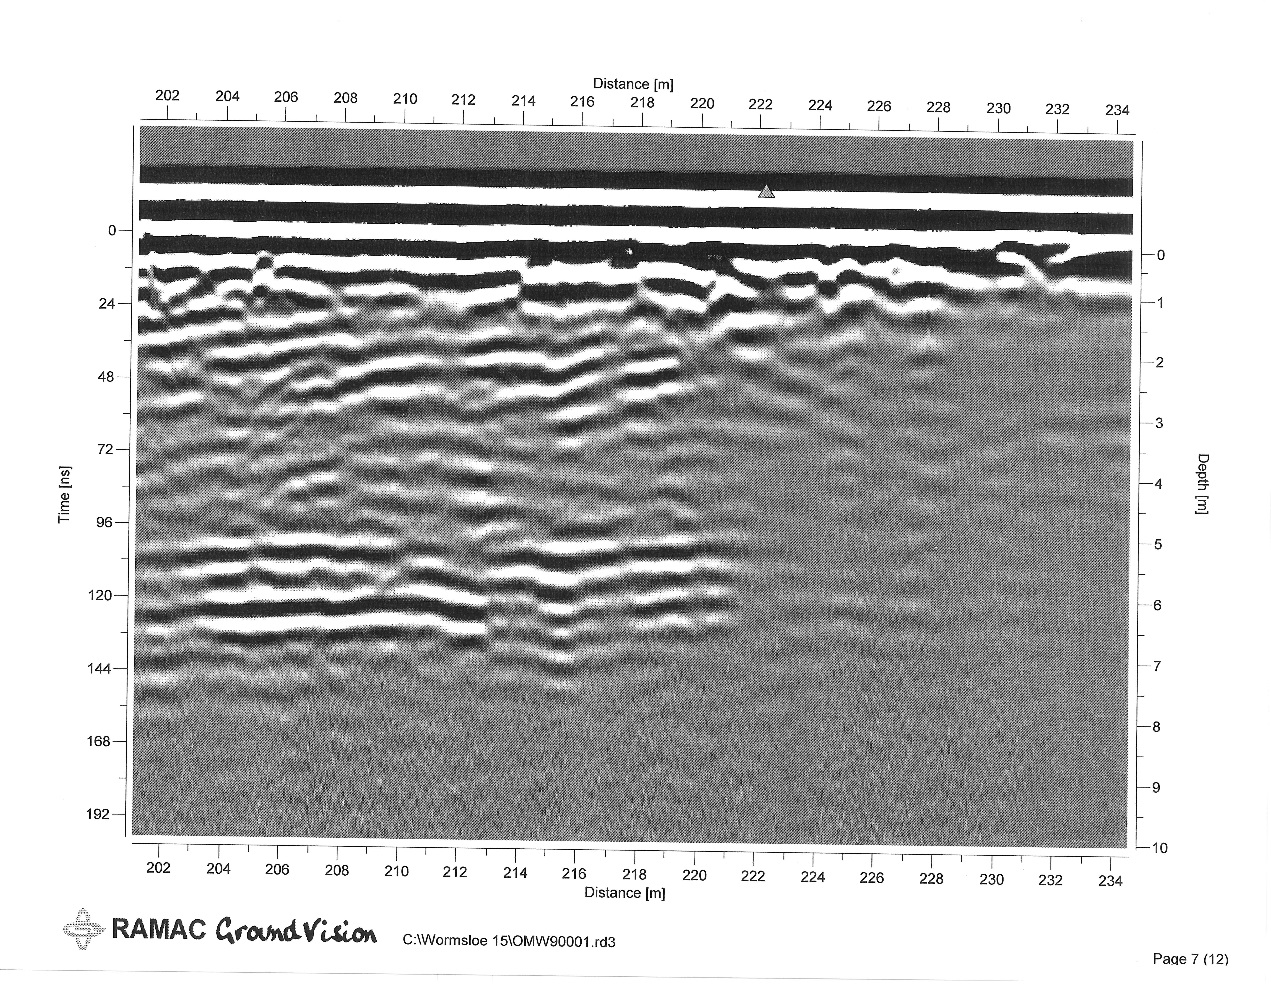 Distance [m]
202 204 206 208 210 212 214 216 218 220 222 224 226 228 230 232 234
0
24
48
72
96
120
144
168
192
Time [ns]
0
1
2
3
4
5
6
7
8
9
10
Depth [m]
202 204 206 208 210 212 214 216 218 220 222 224 226 228 230 232 234
Distance [m]
RAMAC GroundVision
C:\Wormsloe 15\OMW90001.rd3
Page 7 (12)